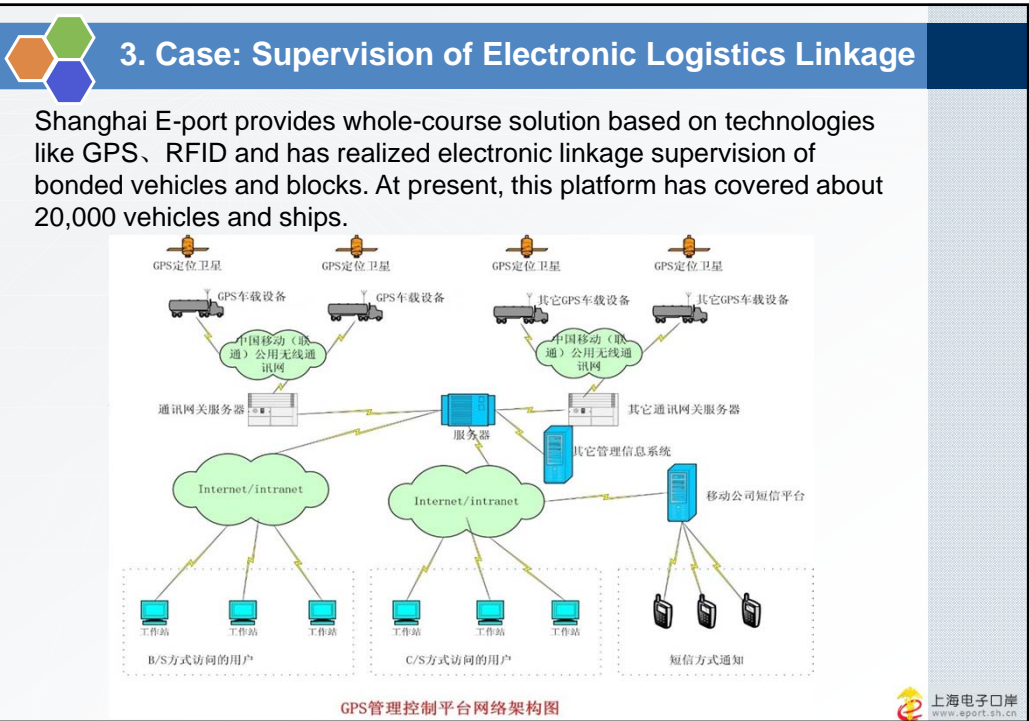 3. Case: Supervision of Electronic Logistics Linkage
Shanghai E-port provides whole-course solution based on technologies
like GPS、RFID and has realized electronic linkage supervision of
bonded vehicles and blocks. At present, this platform has covered about
20,000 vehicles and ships.
GPS定位卫星
GPS定位卫星
GPS定位卫星
GPS定位卫星
GPS车载设备
GPS车载设备
其它GPS车载设备
其它GPS车载设备
中国移动（联
通）公用无线通
讯网
中国移动（联
通）公用无线通
讯网
通讯网关服务器
服务器
其它通讯网关服务器
其它管理信息系统
Internet/intranet
Internet/intranet
移动公司短信平台
工作站
工作站
工作站
工作站
工作站
工作站
B/S方式访问的用户
C/S方式访问的用户
短信方式通知
GPS管理控制平台网络架构图
上海电子口岸
www.eport.sh.cn